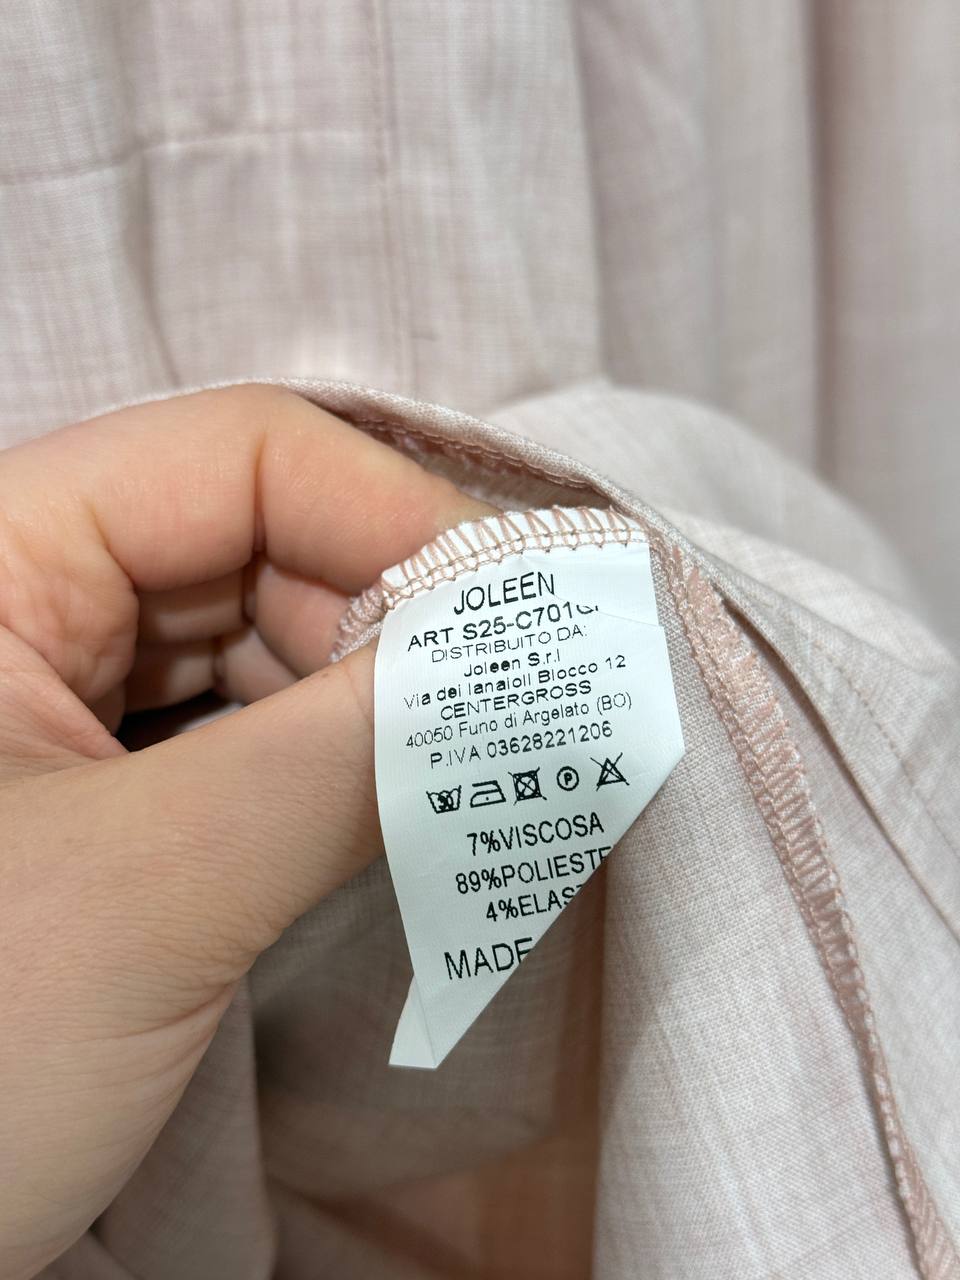 JOLEEN
ART S25-C701
DISTRIBUITO DA:
Joleen S.r.l
Via dei lanaioli Blocco 12
CENTERGROSS
40050 Funo di Argelato (BO)
P.IVA 03628221206
30
P
7%VISCOSA
89%POLIESTE
4%ELAS
MADE